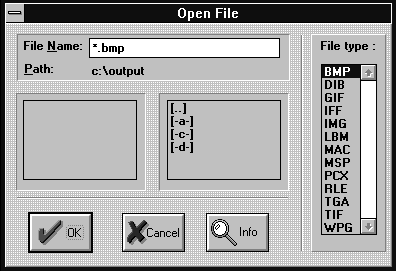 Open File
File Name: *.bmp
Path: c:\output
[..]
[-a-]
[-c-]
[-d-]
File type :
BMP
DIB
GIF
IFF
IMG
LBM
MAC
MSP
PCX
RLE
TGA
TIF
WPG
OK
Cancel
Info